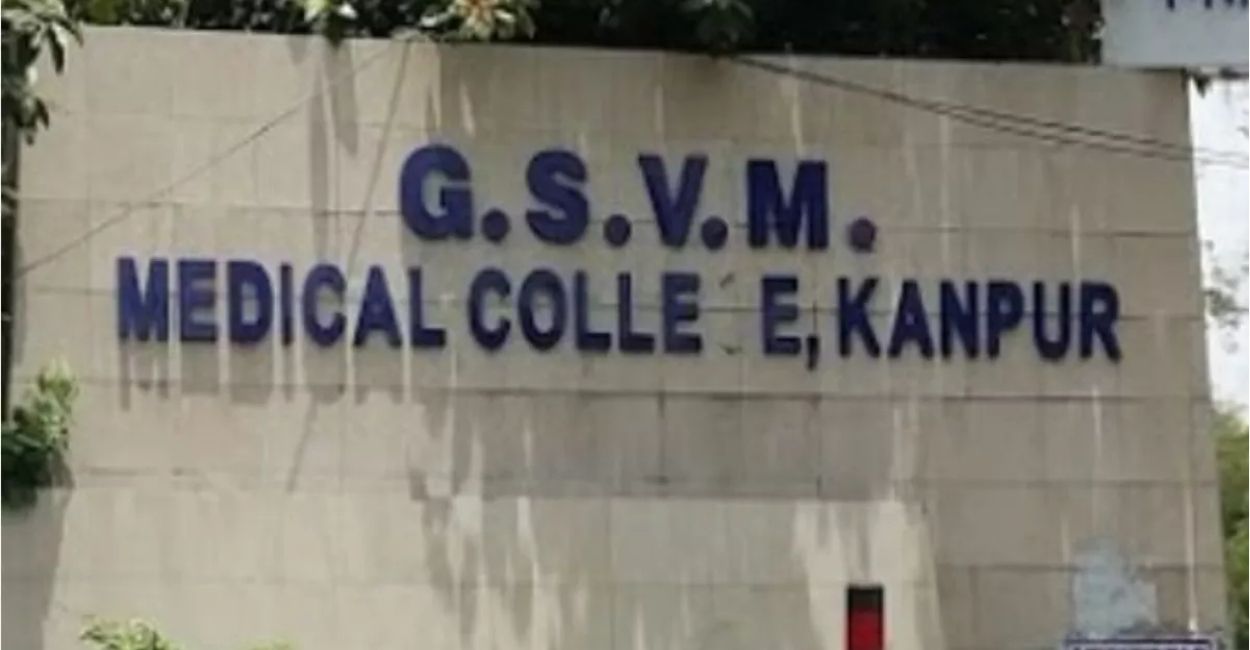 G.S.V.M.
MEDICAL COLLE E, KANPUR